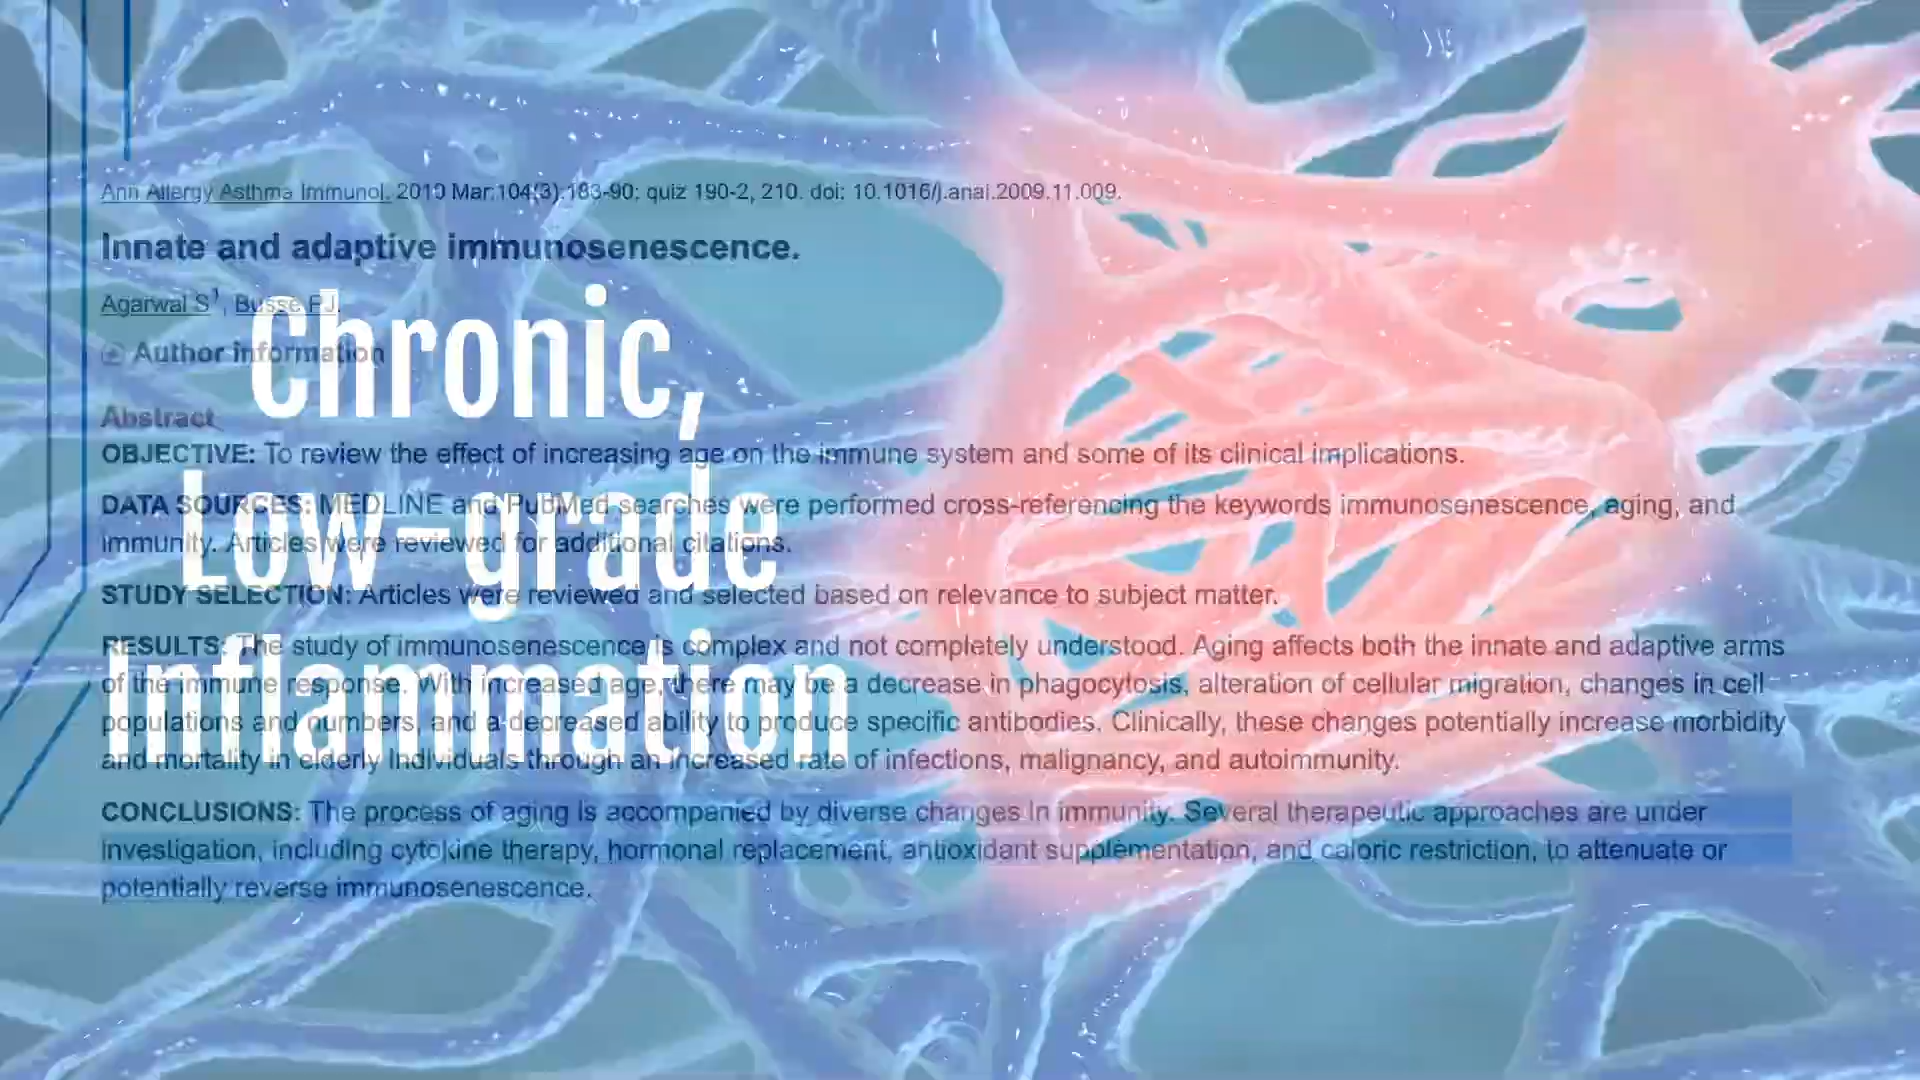 Ann Allergy Asthma Immunol. 2010 Mar;104(3):183-90; quiz 190-2, 210. doi: 10.1016/j.anai.2009.11.009.
Innate and adaptive immunosenescence.
Agarwal S1, Busse PJ.
Author information
Abstract
OBJECTIVE: To review the effect of increasing age on the immune system and some of its clinical implications.
DATA SOURCES: MEDLINE and PubMed searches were performed cross-referencing the keywords immunosenescence, aging, and
immunity. Articles were reviewed for additional citations.
STUDY SELECTION: Articles were reviewed and selected based on relevance to subject matter.
RESULTS: The study of immunosenescence is complex and not completely understood. Aging affects both the innate and adaptive arms
of the immune response. With increased age, there may be a decrease in phagocytosis, alteration of cellular migration, changes in cell
populations and numbers, and a decreased ability to produce specific antibodies. Clinically, these changes potentially increase morbidity
and mortality in elderly individuals through an increased rate of infections, malignancy, and autoimmunity.
CONCLUSIONS: The process of aging is accompanied by diverse changes in immunity. Several therapeutic approaches are under
investigation, including cytokine therapy, hormonal replacement, antioxidant supplementation, and caloric restriction, to attenuate or
potentially reverse immunosenescence.
Chronic,
Low-grade
Inflammation